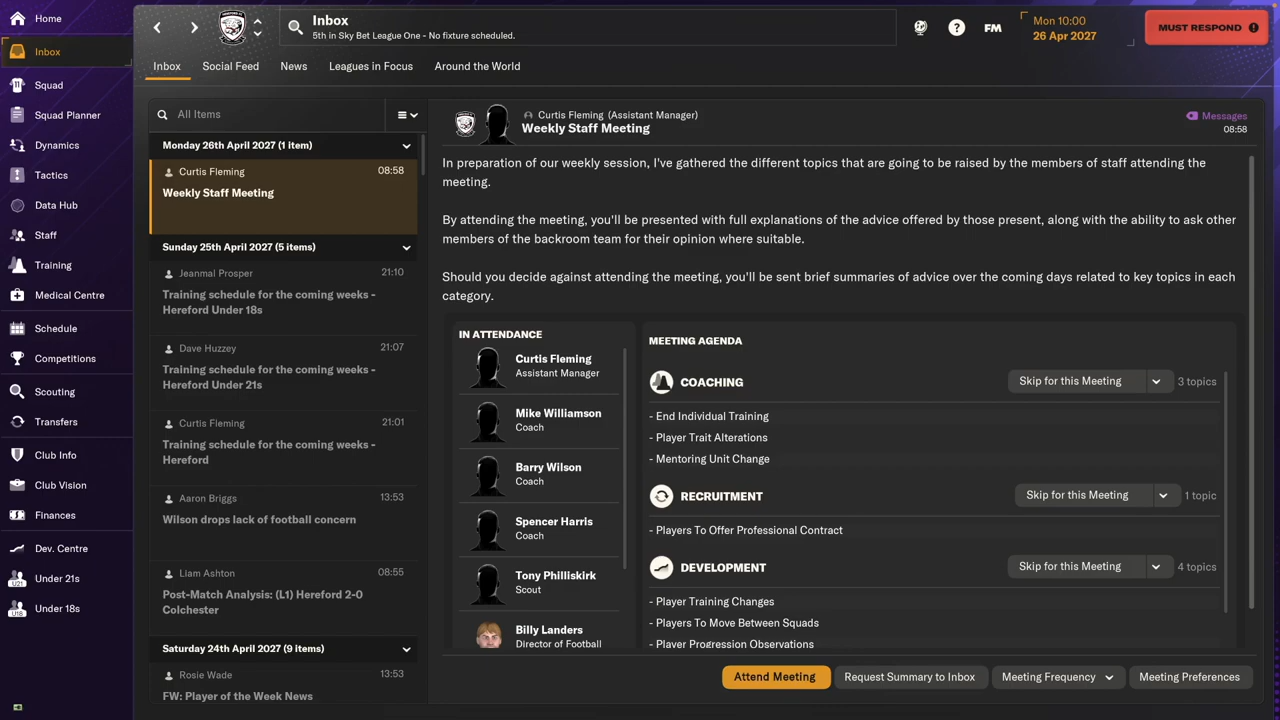 Home
Inbox
Squad
Squad Planner
Dynamics
Tactics
Data Hub
Staff
Training
Medical Centre
Schedule
Competitions
Scouting
Transfers
Club Info
Club Vision
Finances
Dev. Centre
Under 21s
Under 18s
Inbox
5th in Sky Bet League One - No fixture scheduled.
FM
Mon 10:00
26 Apr 2027
MUST RESPOND
Inbox Social Feed News Leagues in Focus Around the World
All Items
Monday 26th April 2027 (1 item)
Curtis Fleming 08:58
Weekly Staff Meeting
Sunday 25th April 2027 (5 items)
Jeanmal Prosper 21:10
Training schedule for the coming weeks -
Hereford Under 18s
Dave Huzzey 21:07
Training schedule for the coming weeks -
Hereford Under 21s
Curtis Fleming 21:01
Training schedule for the coming weeks -
Hereford
Aaron Briggs 13:53
Wilson drops lack of football concern
Liam Ashton 08:55
Post-Match Analysis: (L1) Hereford 2-0
Colchester
Saturday 24th April 2027 (9 items)
Rosie Wade 13:53
FW: Player of the Week News
Curtis Fleming (Assistant Manager)
Weekly Staff Meeting
Messages
08:58
In preparation of our weekly session, I've gathered the different topics that are going to be raised by the members of staff attending the
meeting.
By attending the meeting, you'll be presented with full explanations of the advice offered by those present, along with the ability to ask other
members of the backroom team for their opinion where suitable.
Should you decide against attending the meeting, you'll be sent brief summaries of advice over the coming days related to key topics in each
category.
IN ATTENDANCE
Curtis Fleming
Assistant Manager
Mike Williamson
Coach
Barry Wilson
Coach
Spencer Harris
Coach
Tony Philliskirk
Scout
Billy Landers
Director of Football
MEETING AGENDA
COACHING Skip for this Meeting 3 topics
- End Individual Training
- Player Trait Alterations
- Mentoring Unit Change
RECRUITMENT Skip for this Meeting 1 topic
- Players To Offer Professional Contract
DEVELOPMENT Skip for this Meeting 4 topics
- Player Training Changes
- Players To Move Between Squads
- Player Progression Observations
Attend Meeting Request Summary to Inbox Meeting Frequency Meeting Preferences